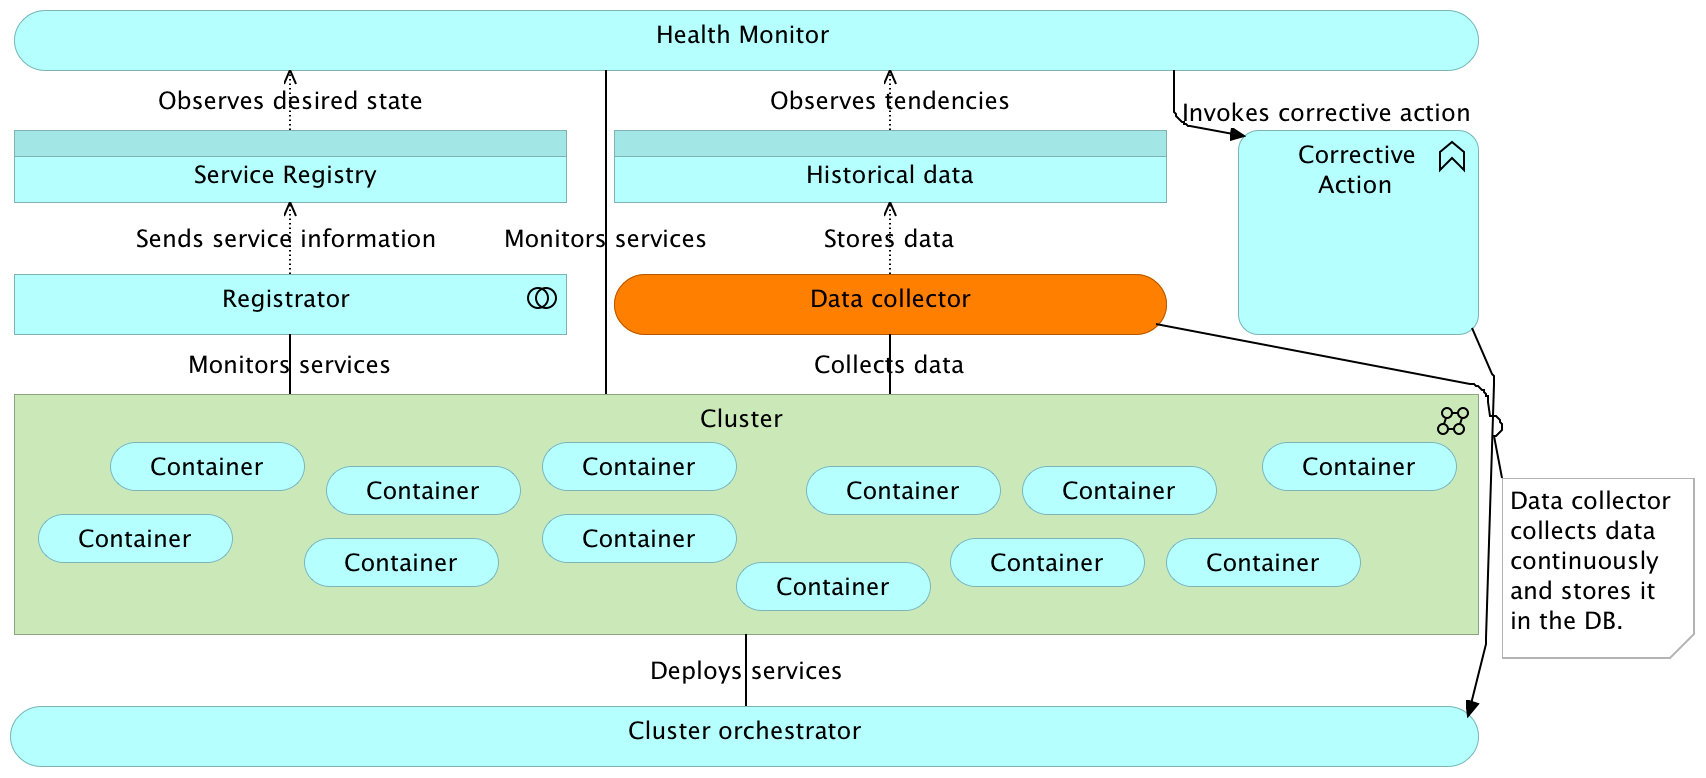 Health Monitor
Observes desired state
Observes tendencies
Invokes corrective action
Service Registry
Historical data
Corrective
Action
Sends service information
Monitors services
Stores data
Registrator
Data collector
Monitors services
Collects data
Cluster
Container
Container
Container
Container
Container
Container
Container
Container
Container
Container
Container
Container
Data collector
collects data
continuously
and stores it
in the DB.
Deploys services
Cluster orchestrator